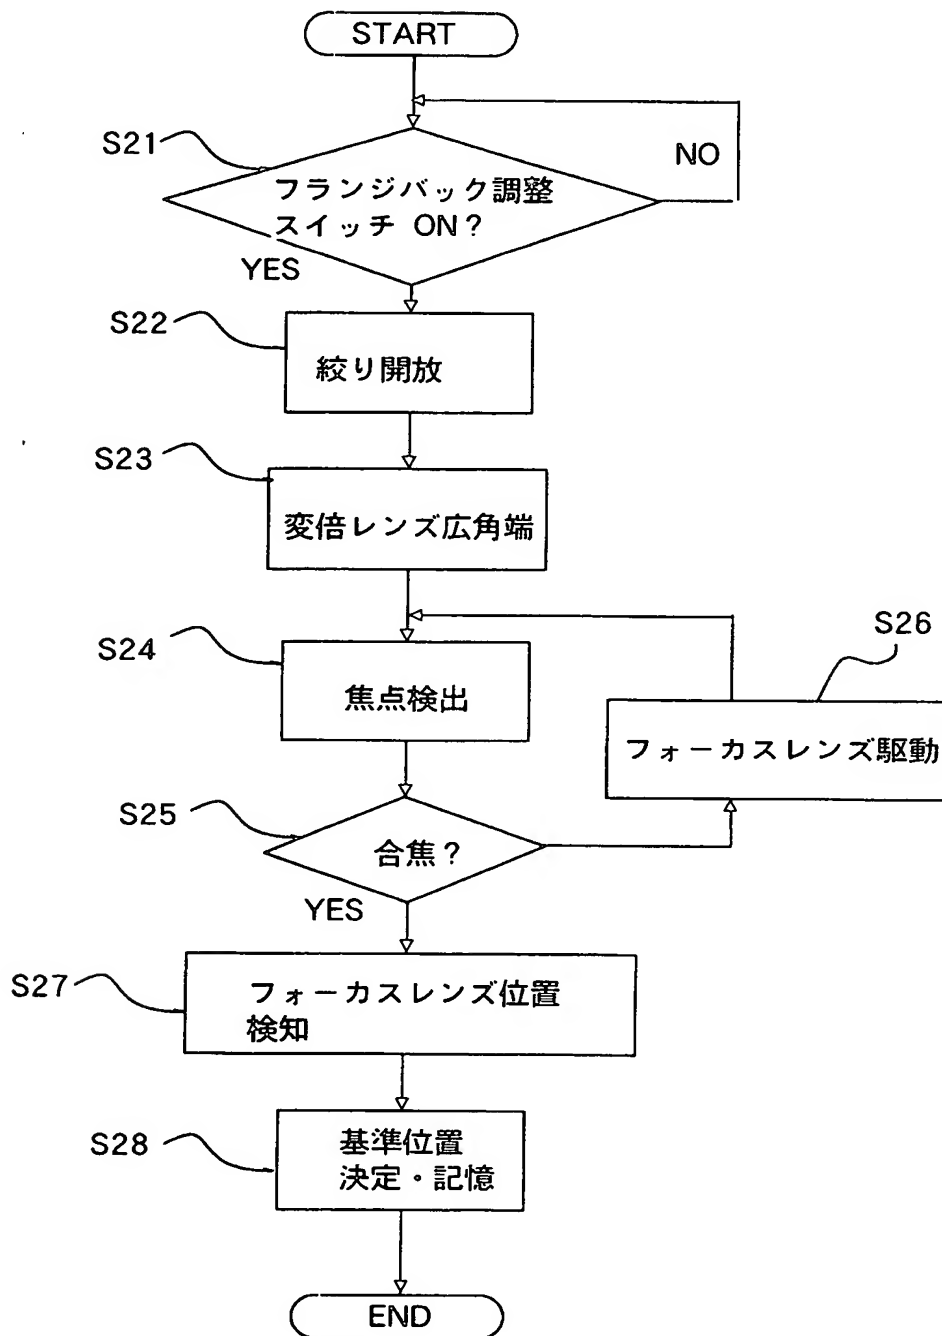 START
S21
フランジバック調整
スイッチ ON?
NO
YES
S22
絞り開放
S23
変倍レンズ広角端
S24
焦点検出
S26
フォーカスレンズ駆動
S25
合焦?
YES
S27
フォーカスレンズ位置
検知
S28
基準位置
決定・記憶
END